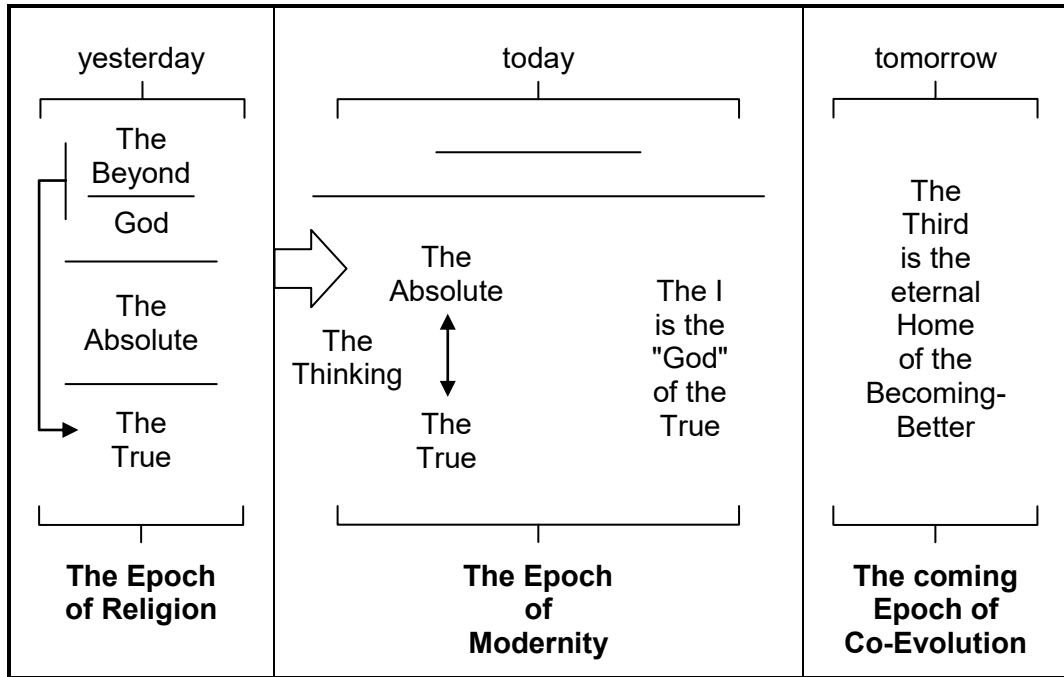 yesterday
The
Beyond
God
The
Absolute
The
True
The Epoch
of Religion
today
The
Absolute
The
Thinking
The
True
The I
is the
"God"
of the
True
The Epoch
of
Modernity
tomorrow
The
Third
is the
eternal
Home
of the
Becoming-
Better
The coming
Epoch of
Co-Evolution